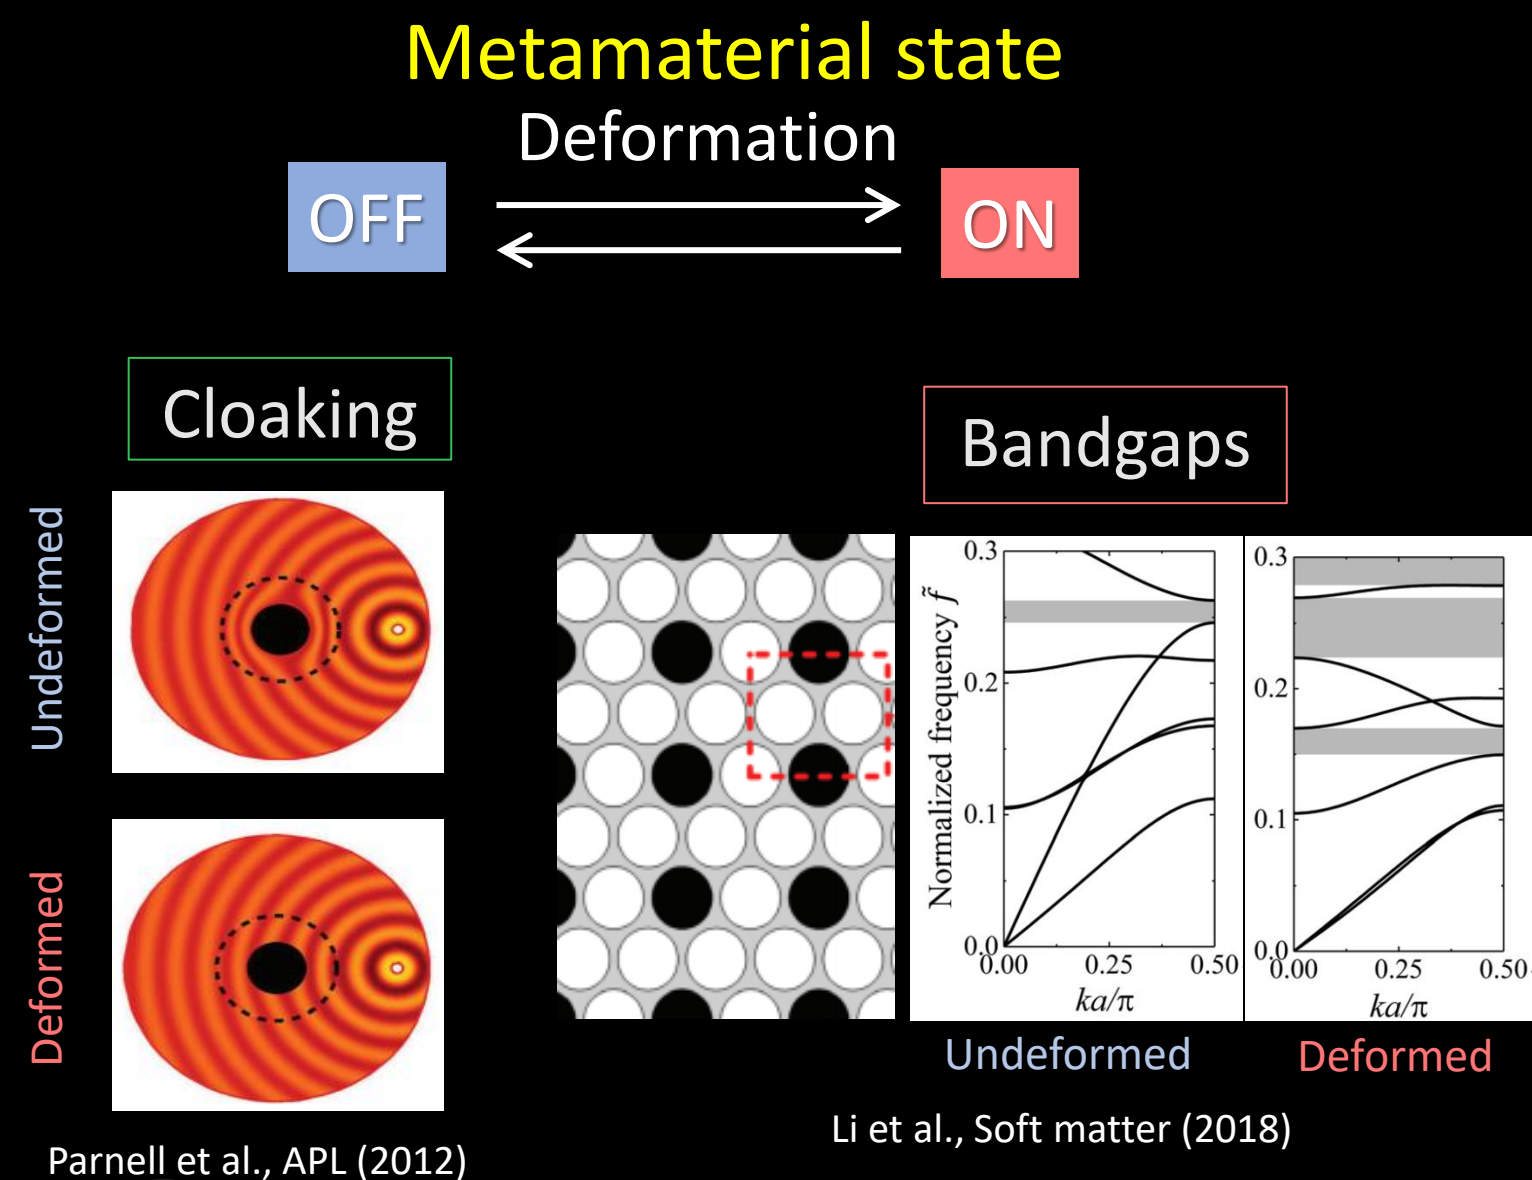 Metamaterial state
Deformation
OFF
ON
Cloaking
Bandgaps
Undeformed
Deformed
Parnell et al., APL (2012)
Normalized frequency f̃
0.3
0.2
0.1
0.0
0.00 0.25 0.50
ka/π
0.3
0.2
0.1
0.0
0.00 0.25 0.50
ka/π
Undeformed
Deformed
Li et al., Soft matter (2018)